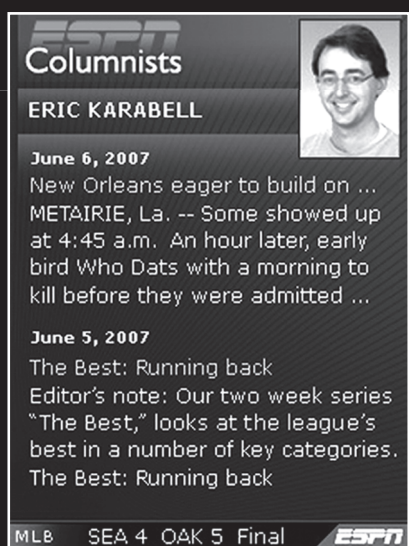 ESPN
Columnists
ERIC KARABELL
June 6, 2007
New Orleans eager to build on ...
METAIRIE, La. -- Some showed up
at 4:45 a.m. An hour later, early
bird Who Dats with a morning to
kill before they were admitted ...
June 5, 2007
The Best: Running back
Editor's note: Our two week series
"The Best," looks at the league's
best in a number of key categories.
The Best: Running back
MLB SEA 4 OAK 5 Final ESPN